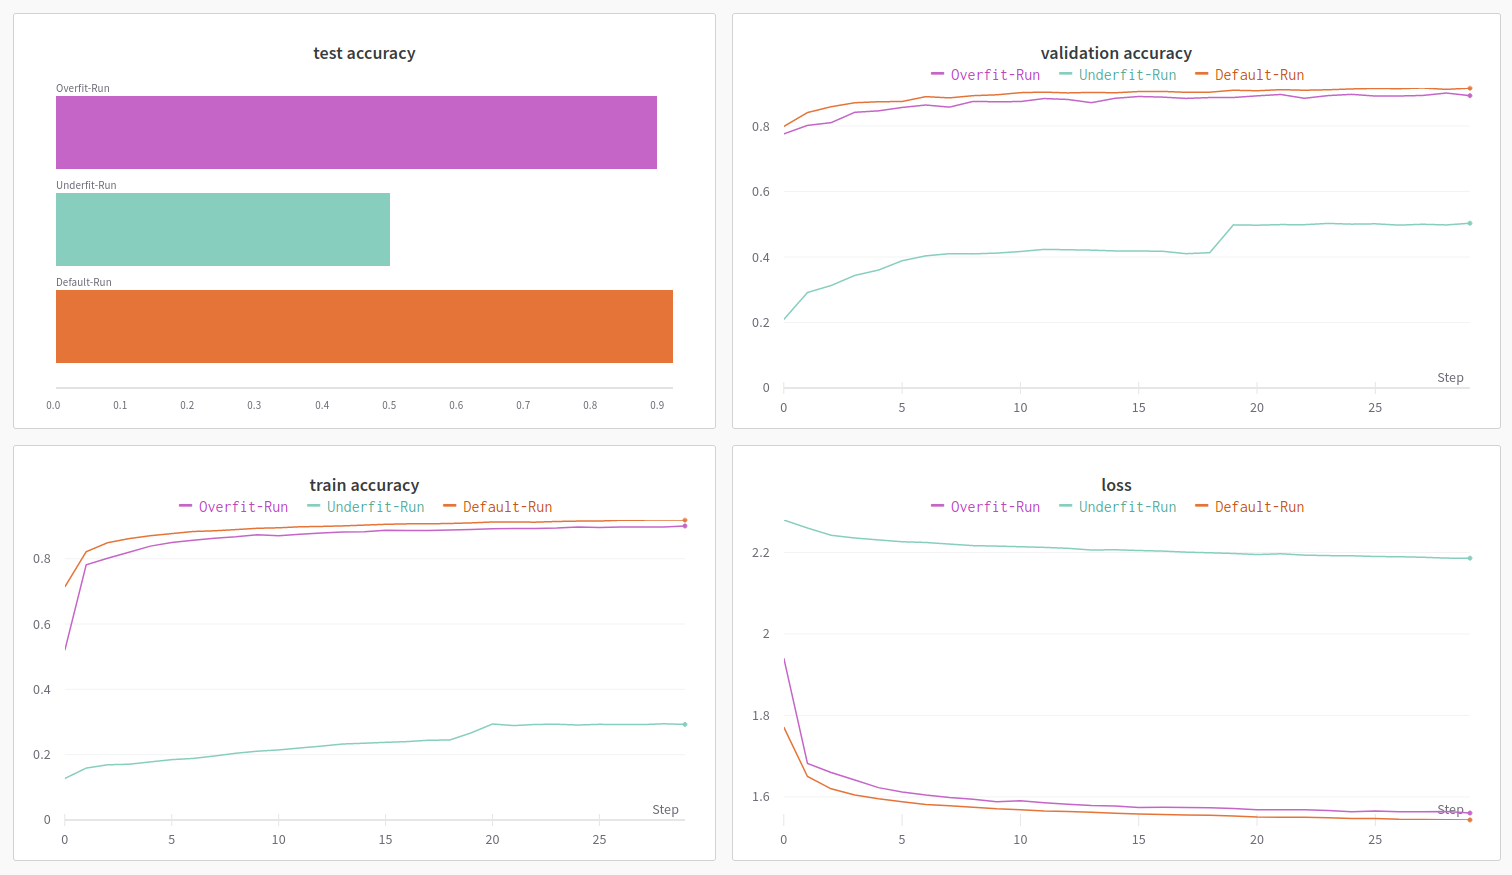 test accuracy
Overfit-Run
Underfit-Run
Default-Run
0.0 0.1 0.2 0.3 0.4 0.5 0.6 0.7 0.8 0.9
validation accuracy
Overfit-Run Underfit-Run Default-Run
0.8
0.6
0.4
0.2
Step
0
0 5 10 15 20 25
train accuracy
Overfit-Run Underfit-Run Default-Run
0.8
0.6
0.4
0.2
Step
0
0 5 10 15 20 25
loss
Overfit-Run Underfit-Run Default-Run
2.2
2
1.8
1.6
Step
0 5 10 15 20 25